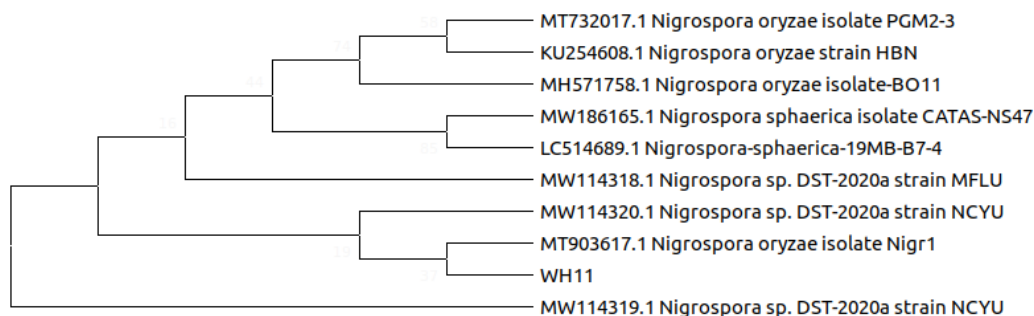 55
MT732017.1 Nigrospora oryzae isolate PGM2-3
74
KU254608.1 Nigrospora oryzae strain HBN
44
MH571758.1 Nigrospora oryzae isolate-BO11
16
MW186165.1 Nigrospora sphaerica isolate CATAS-NS47
85
LC514689.1 Nigrospora-sphaerica-19MB-B7-4
MW114318.1 Nigrospora sp. DST-2020a strain MFLU
MW114320.1 Nigrospora sp. DST-2020a strain NCYU
19
MT903617.1 Nigrospora oryzae isolate Nigr1
37
WH11
MW114319.1 Nigrospora sp. DST-2020a strain NCYU